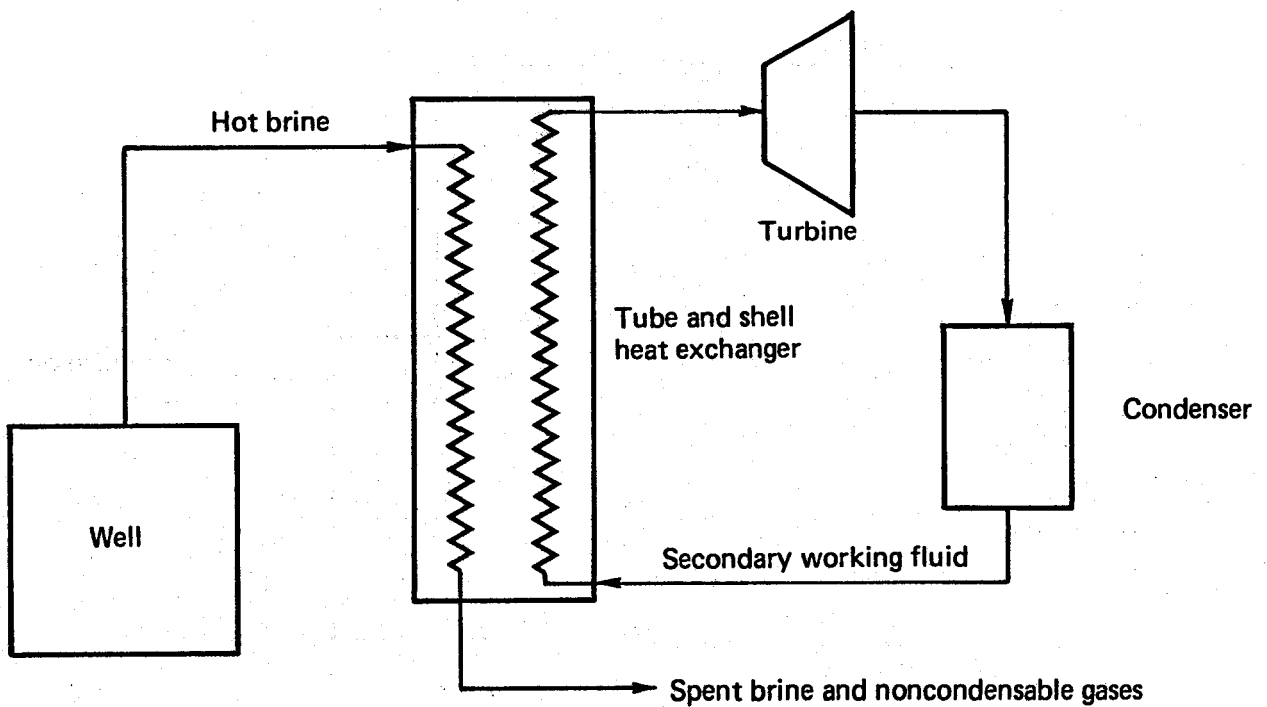 Hot brine
Turbine
Tube and shell
heat exchanger
Condenser
Well
Secondary working fluid
Spent brine and noncondensable gases